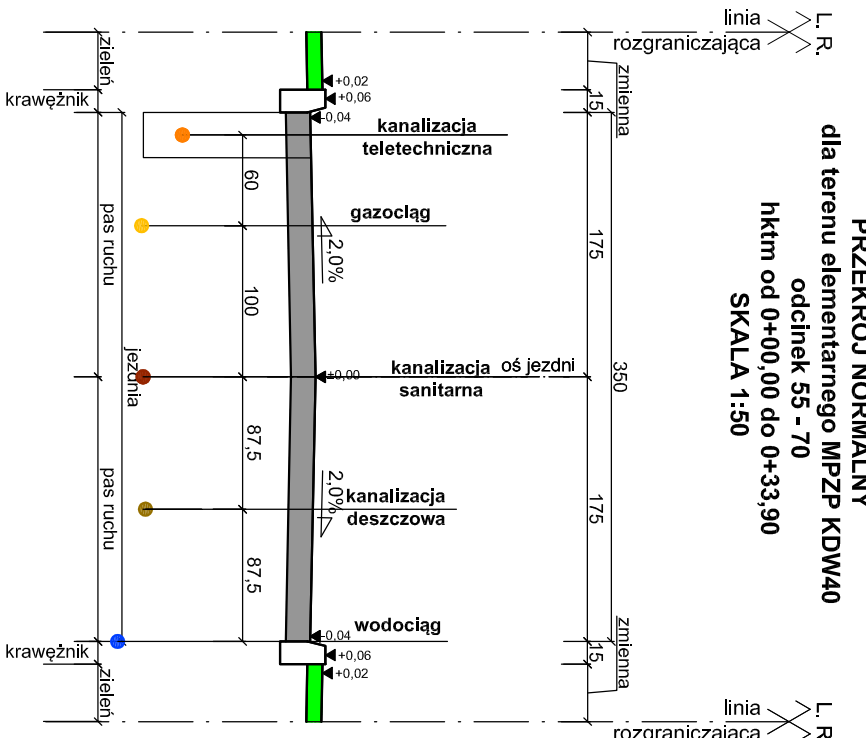 PRZEKRÓJ NORMALNY
dla terenu elementarnego MPZP KDW40
odcinek 55 - 70
hktm od 0+00,00 do 0+33,90
SKALA 1:50
linia
rozgraniczająca
L. R.
zieleń
krawężnik
+0,02
+0,06
-0,04
15
zmienna
kanalizacja
teletechniczna
60
gazociąg
pas ruchu
2,0%
175
100
jezdnia
kanalizacja
sanitarna
±0,00
oś jezdni
350
87,5
2,0%
kanalizacja
deszczowa
pas ruchu
175
87,5
wodociąg
-0,04
zmienna
krawężnik
+0,06
+0,02
15
zieleń
linia
rozgraniczająca
L. R.